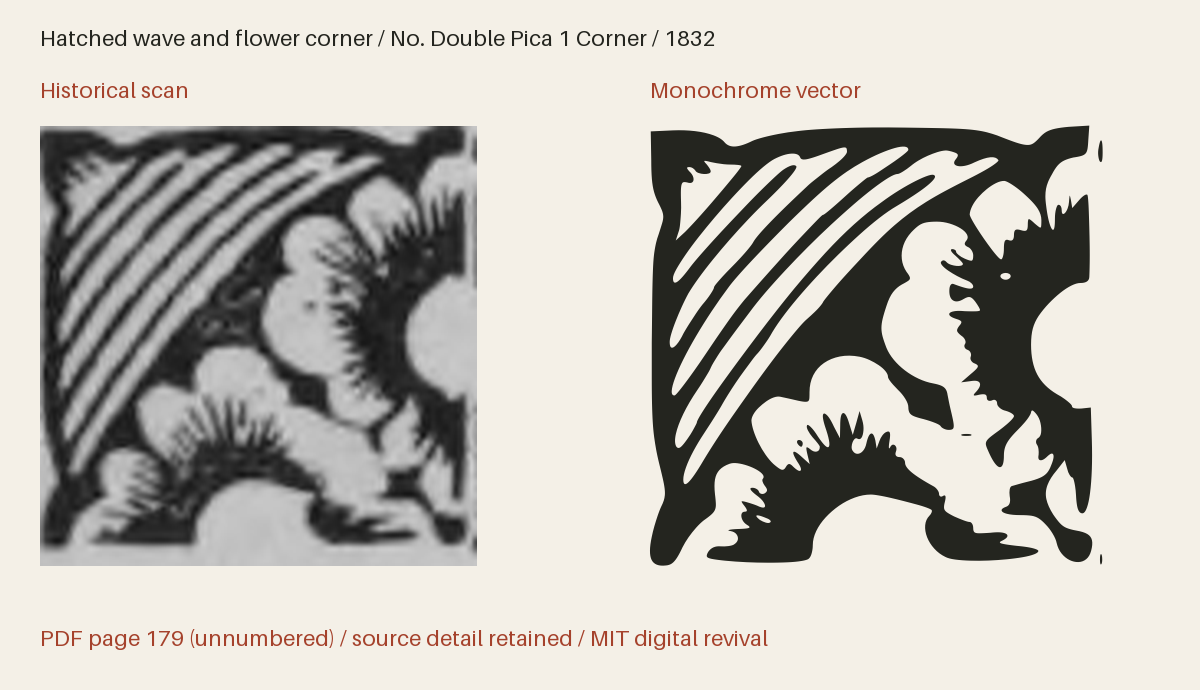 Hatched wave and flower corner / No. Double Pica 1 Corner / 1832
Historical scan
Monochrome vector
PDF page 179 (unnumbered) / source detail retained / MIT digital revival